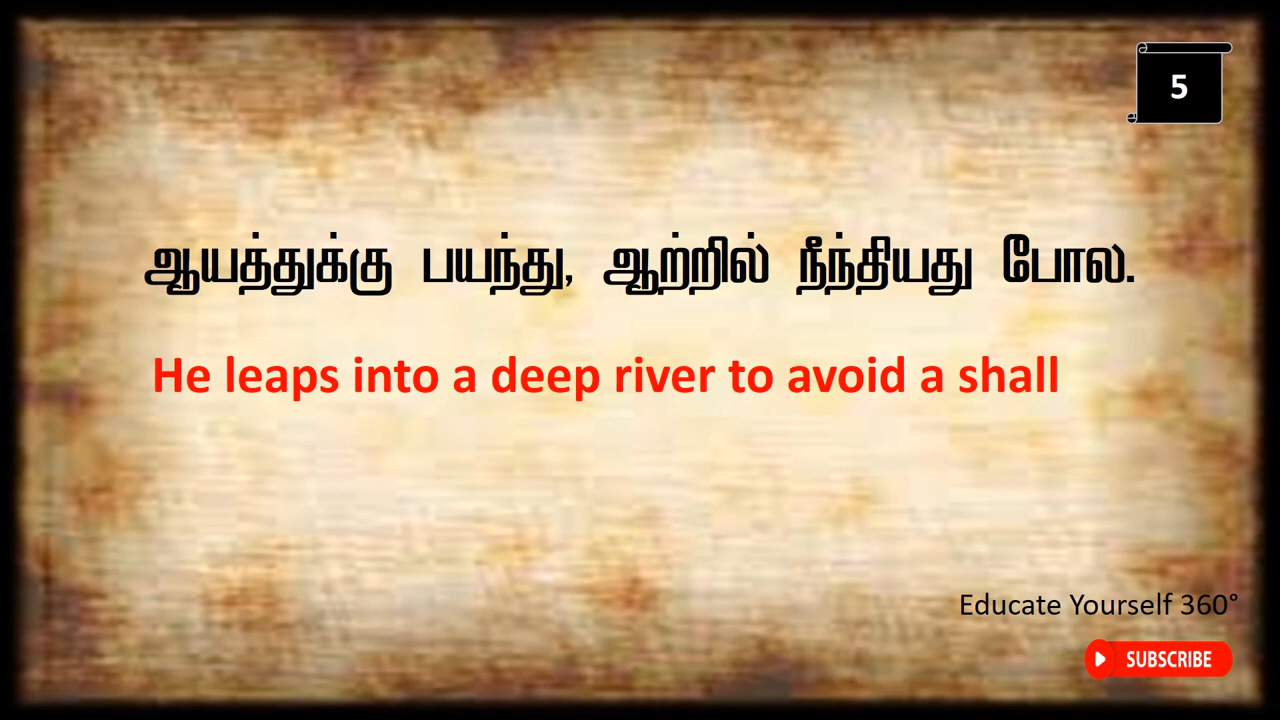 5
ஆயத்துக்கு பயந்து, ஆற்றில் நீந்தியது போல.
He leaps into a deep river to avoid a shall
Educate Yourself 360°
SUBSCRIBE